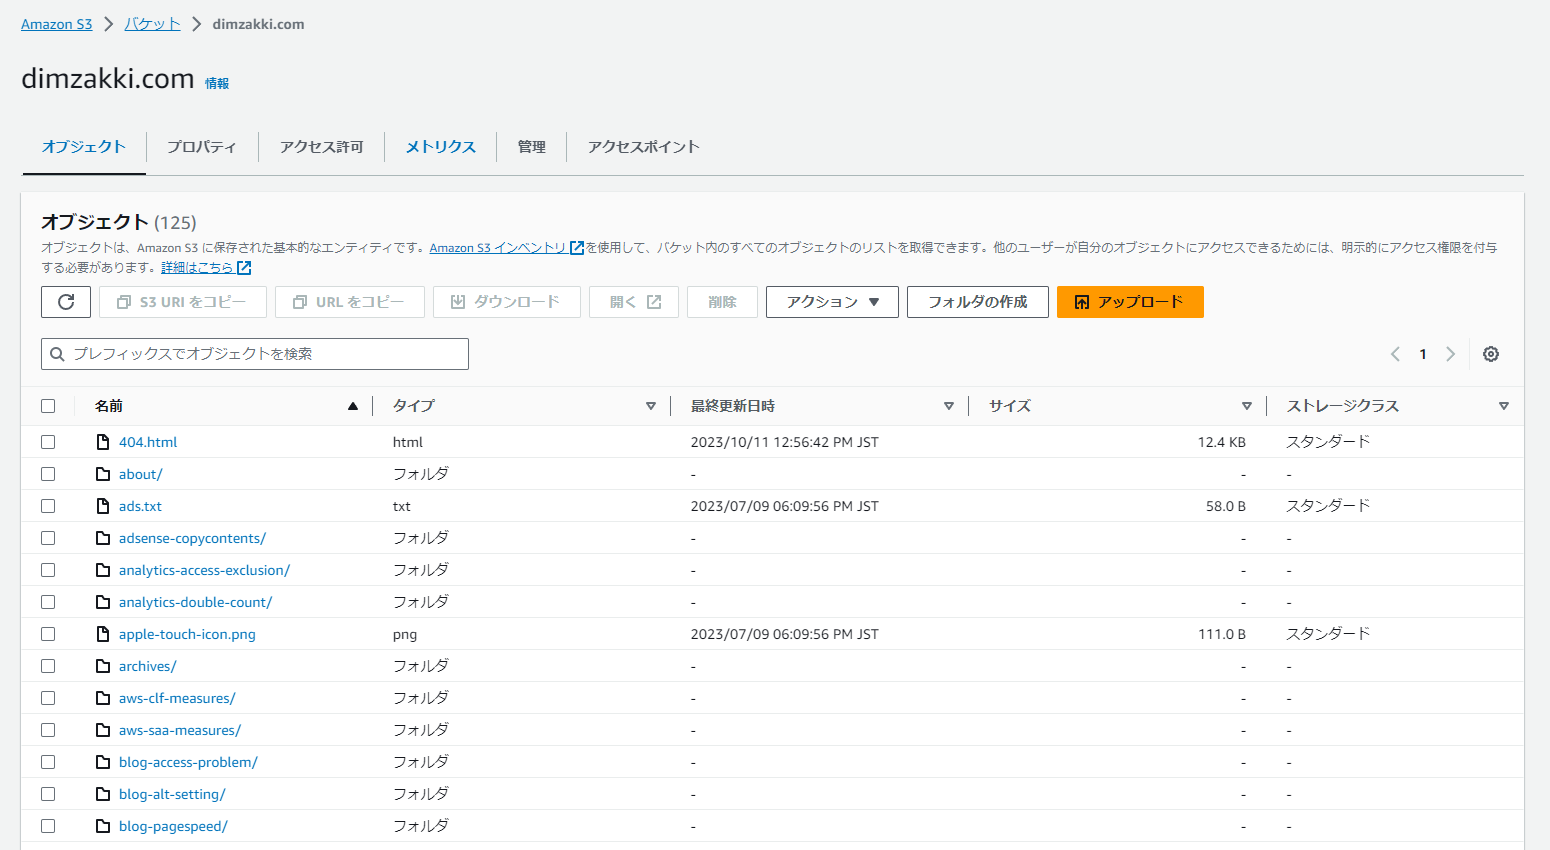 Amazon S3 > バケット > dimzakki.com
dimzakki.com 情報
オブジェクト プロパティ アクセス許可 メトリクス 管理 アクセスポイント
オブジェクト (125)
オブジェクトは、Amazon S3 に保存された基本的なエンティティです。Amazon S3 インベントリ を使用して、バケット内のすべてのオブジェクトのリストを取得できます。他のユーザーが自分のオブジェクトにアクセスできるためには、明示的にアクセス権限を付与
する必要があります。詳細はこちら
S3 URI をコピー URL をコピー ダウンロード 開く 削除 アクション フォルダの作成 アップロード
プレフィックスでオブジェクトを検索 1
名前 タイプ 最終更新日時 サイズ ストレージクラス
404.html html 2023/10/11 12:56:42 PM JST 12.4 KB スタンダード
about/ フォルダ - - -
ads.txt txt 2023/07/09 06:09:56 PM JST 58.0 B スタンダード
adsense-copycontents/ フォルダ - - -
analytics-access-exclusion/ フォルダ - - -
analytics-double-count/ フォルダ - - -
apple-touch-icon.png png 2023/07/09 06:09:56 PM JST 111.0 B スタンダード
archives/ フォルダ - - -
aws-clf-measures/ フォルダ - - -
aws-saa-measures/ フォルダ - - -
blog-access-problem/ フォルダ - - -
blog-alt-setting/ フォルダ - - -
blog-pagespeed/ フォルダ - - -